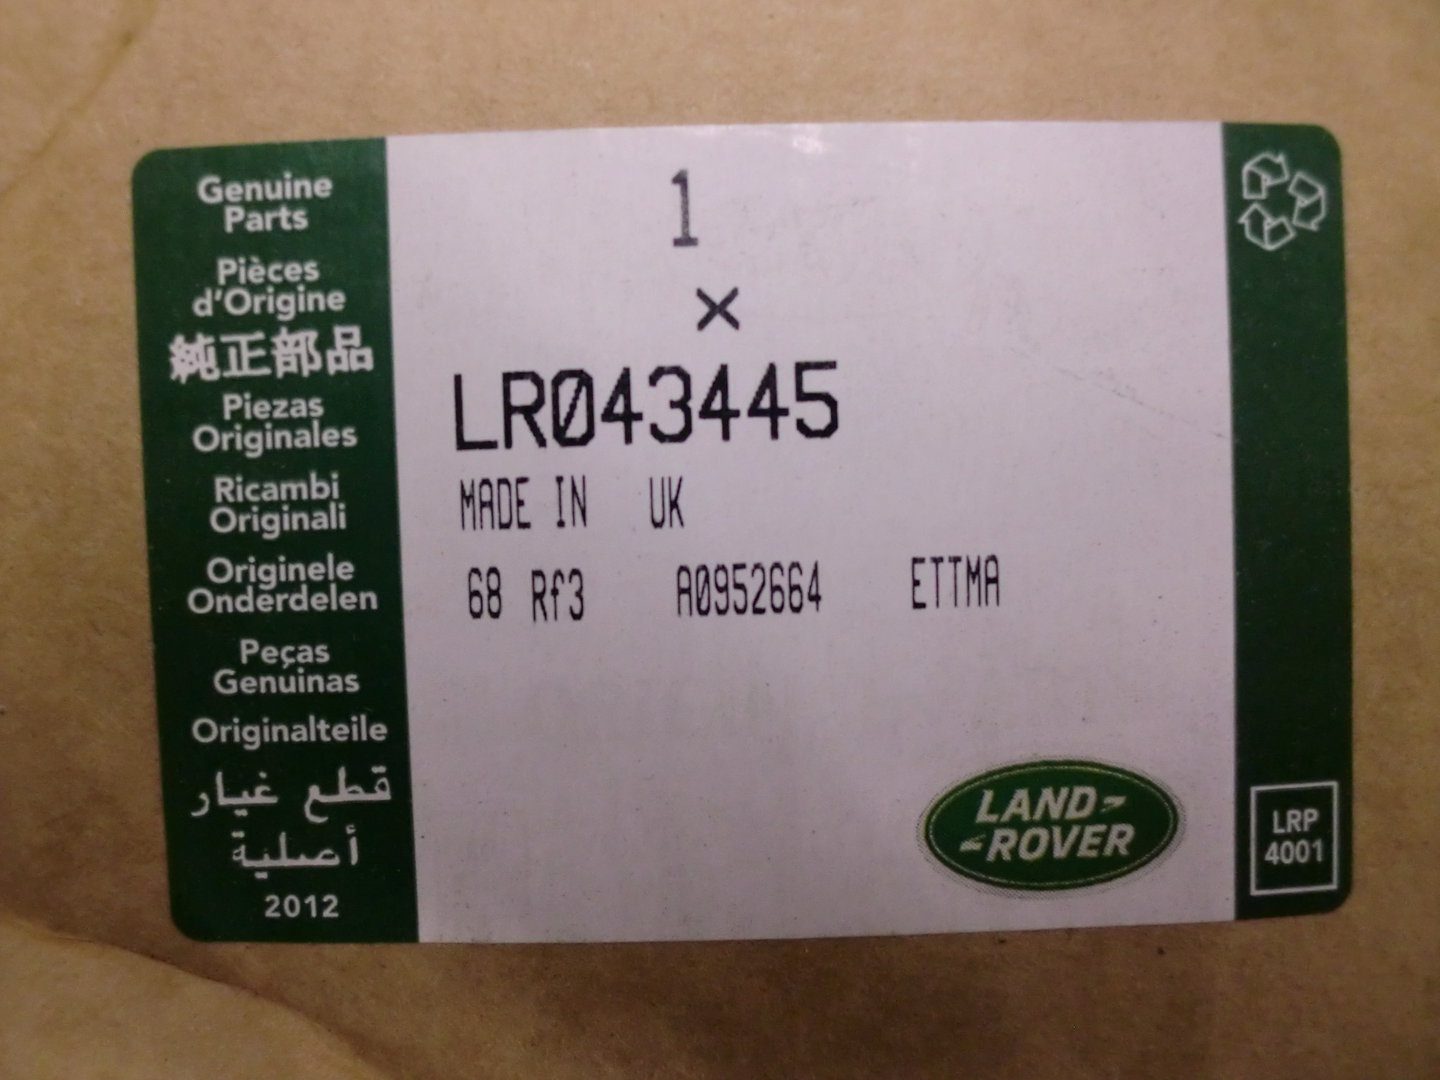 Genuine
Parts
Pièces
d'Origine
純正部品
Piezas
Originales
Ricambi
Originali
Originele
Onderdelen
Peças
Genuinas
Originalteile
قطع غيار
أصلية
2012
1
×
LR043445
MADE IN UK
68 Rf3 A0952664 ETTMA
LAND-
-ROVER
LRP
4001